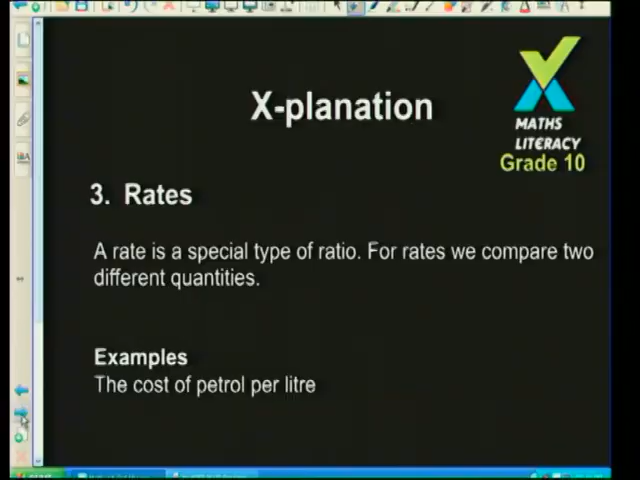 X-planation
MATHS
LITERACY
Grade 10
3. Rates
A rate is a special type of ratio. For rates we compare two
different quantities.
Examples
The cost of petrol per litre